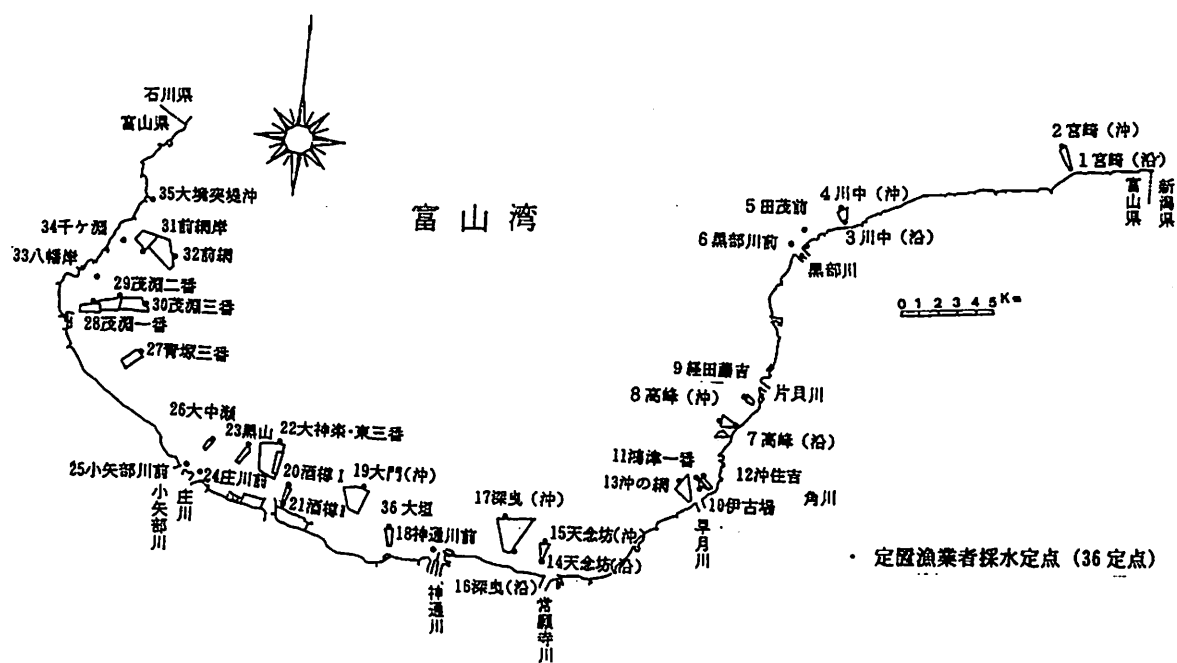 石川県
富山県
富山湾
2宮崎(沖)
1宮崎(沿)
富山県
新潟県
4川中(沖)
3川中(沿)
5田茂前
6黒部川前
黒部川
0 1 2 3 4 5 Km
9経田藤吉
8高峰(沖)
片貝川
7高峰(沿)
11鴻津一番
12沖住吉
13沖の網
10伊古場
角川
早月川
35大境突堤沖
34千ケ淵
31前網岸
32前網
33八幡岸
29茂淵二番
30茂淵三番
28茂淵一番
27青塚三番
26大中瀬
23黒山
22大神楽・東三番
25小矢部川前
24庄川前
20酒樽I
19大門(沖)
21酒樽I
小矢部川
庄川
36大垣
18神通川前
17深曳(沖)
15天念坊(沖)
14天念坊(沿)
16深曳(沿)
神通川
常願寺川
・定置漁業者採水定点(36定点)